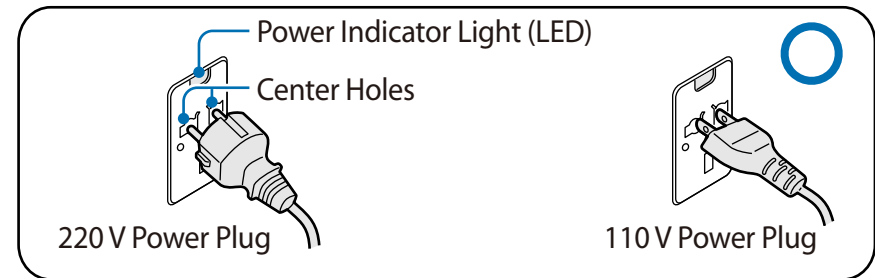 Power Indicator Light (LED)
Center Holes
220 V Power Plug
110 V Power Plug